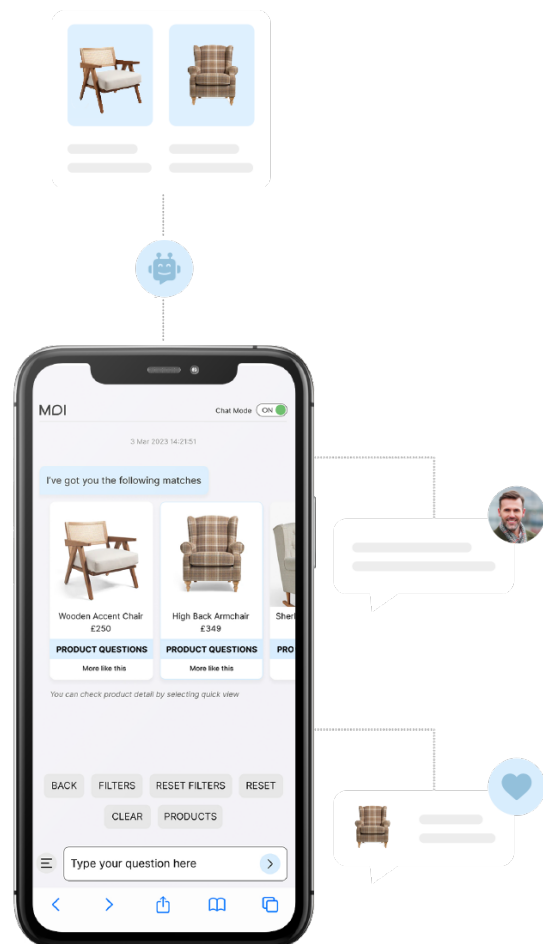 MDI
Chat Mode ON
3 Mar 2023 14:21:51
I've got you the following matches
Wooden Accent Chair
£250
PRODUCT QUESTIONS
More like this
High Back Armchair
£349
PRODUCT QUESTIONS
More like this
Sherl
PRO
You can check product detail by selecting quick view
BACK FILTERS RESET FILTERS RESET
CLEAR PRODUCTS
Type your question here